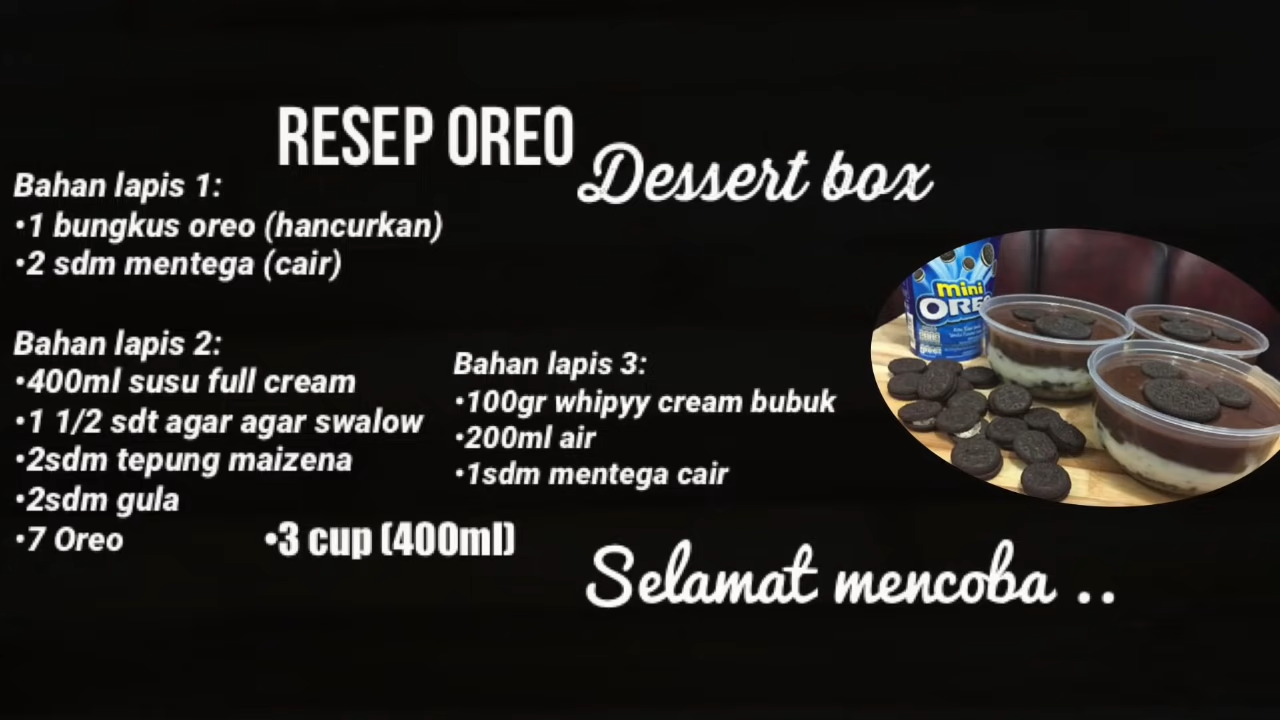 RESEP OREO
Dessert box
Bahan lapis 1:
•1 bungkus oreo (hancurkan)
•2 sdm mentega (cair)
Bahan lapis 2:
•400ml susu full cream
•1 1/2 sdt agar agar swalow
•2sdm tepung maizena
•2sdm gula
•7 Oreo
•3 cup (400ml)
Bahan lapis 3:
•100gr whipyy cream bubuk
•200ml air
•1sdm mentega cair
mini
OREO
Selamat mencoba ..